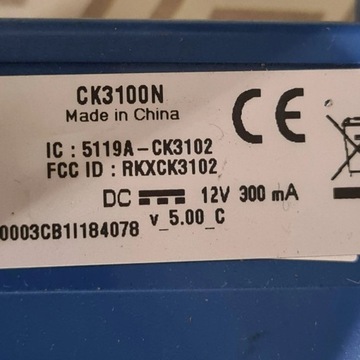 CK3100N
Made in China
CE
IC : 5119A-CK3102
FCC ID : RKXCK3102
DC 12V 300 mA
v_5.00_C
0003CB1I184078